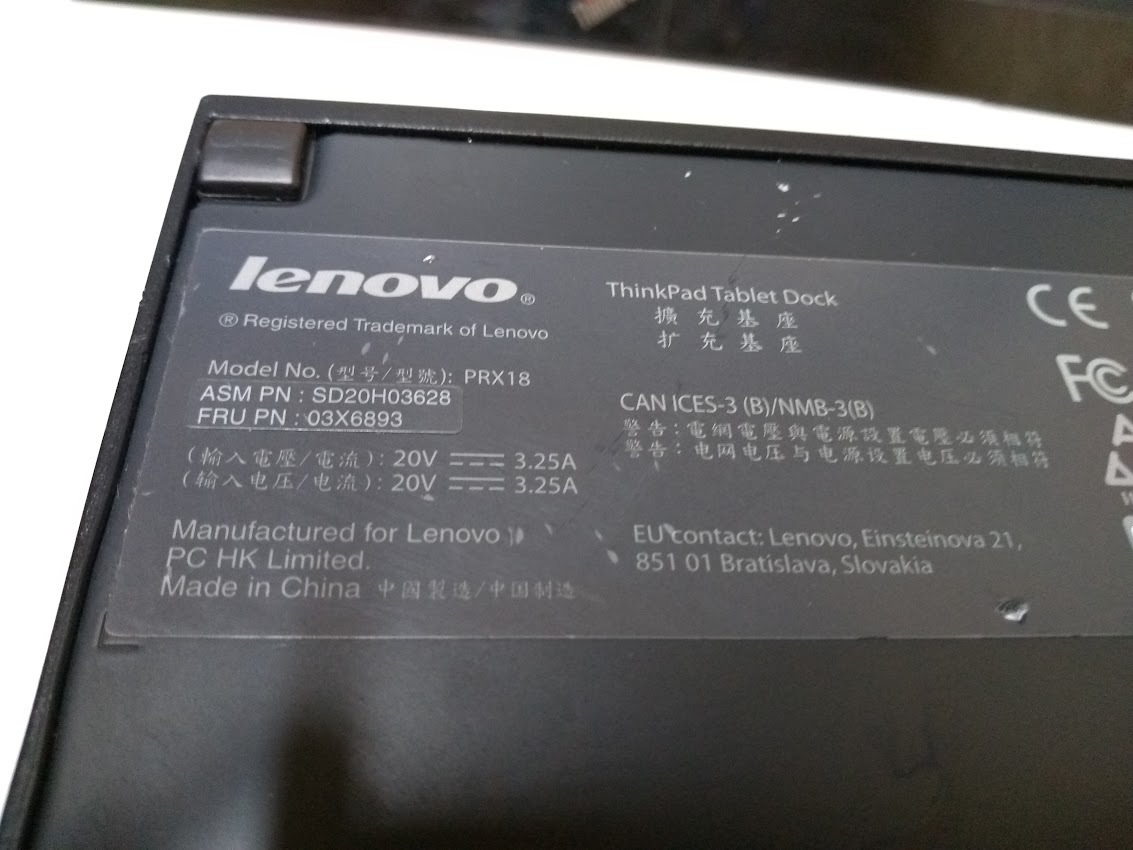 lenovo®
® Registered Trademark of Lenovo
Model No. (型号/型號): PRX18
ASM PN : SD20H03628
FRU PN : 03X6893
(輸入電壓/電流): 20V 3.25A
(输入电压/电流): 20V 3.25A
Manufactured for Lenovo
PC HK Limited.
Made in China 中國製造/中国制造
ThinkPad Tablet Dock
擴充基座
扩充基座
CAN ICES-3 (B)/NMB-3(B)
警告:電網電壓與電源設置電壓必須相符
警告:电网电压与电源设置电压必须相符
EU contact: Lenovo, Einsteinova 21,
851 01 Bratislava, Slovakia
CE
FC